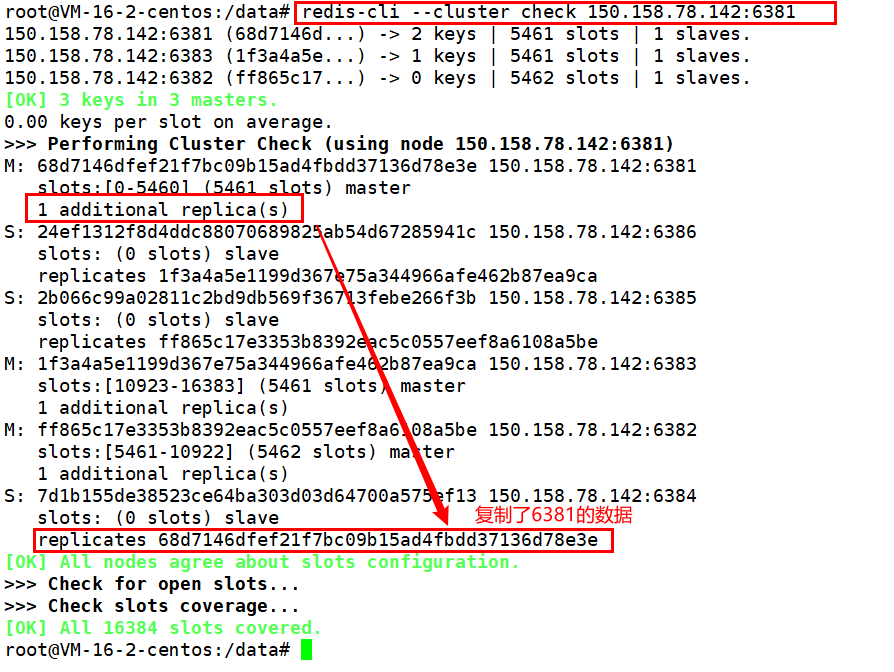 root@VM-16-2-centos:/data# redis-cli --cluster check 150.158.78.142:6381
150.158.78.142:6381 (68d7146d...) -> 2 keys | 5461 slots | 1 slaves.
150.158.78.142:6383 (1f3a4a5e...) -> 1 keys | 5461 slots | 1 slaves.
150.158.78.142:6382 (ff865c17...) -> 0 keys | 5462 slots | 1 slaves.
[OK] 3 keys in 3 masters.
0.00 keys per slot on average.
>>> Performing Cluster Check (using node 150.158.78.142:6381)
M: 68d7146dfef21f7bc09b15ad4fbdd37136d78e3e 150.158.78.142:6381
slots:[0-5460] (5461 slots) master
1 additional replica(s)
S: 24ef1312f8d4ddc88070689825ab54d67285941c 150.158.78.142:6386
slots: (0 slots) slave
replicates 1f3a4a5e1199d367e75a344966afe462b87ea9ca
S: 2b066c99a02811c2bd9db569f36713febe266f3b 150.158.78.142:6385
slots: (0 slots) slave
replicates ff865c17e3353b8392eac5c0557eef8a6108a5be
M: 1f3a4a5e1199d367e75a344966afe462b87ea9ca 150.158.78.142:6383
slots:[10923-16383] (5461 slots) master
1 additional replica(s)
M: ff865c17e3353b8392eac5c0557eef8a6108a5be 150.158.78.142:6382
slots:[5461-10922] (5462 slots) master
1 additional replica(s)
S: 7d1b155de38523ce64ba303d03d64700a575ef13 150.158.78.142:6384
slots: (0 slots) slave
复制了6381的数据
replicates 68d7146dfef21f7bc09b15ad4fbdd37136d78e3e
[OK] All nodes agree about slots configuration.
>>> Check for open slots...
>>> Check slots coverage...
[OK] All 16384 slots covered.
root@VM-16-2-centos:/data#